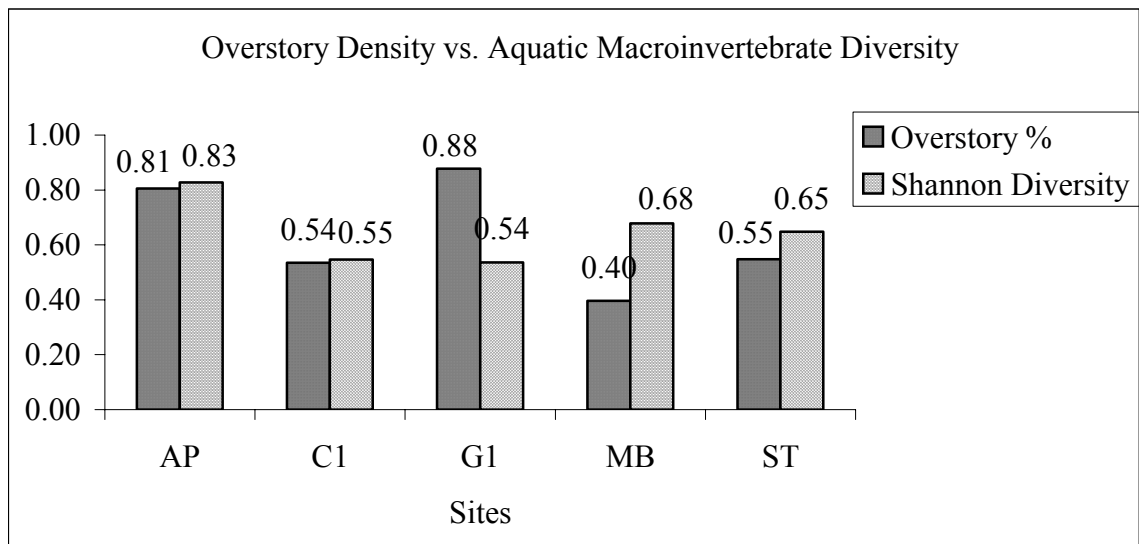 Overstory Density vs. Aquatic Macroinvertebrate Diversity
1.00
0.80
0.60
0.40
0.20
0.00
0.81
0.83
0.54
0.55
0.88
0.54
0.40
0.68
0.55
0.65
AP
C1
G1
MB
ST
Sites
Overstory %
Shannon Diversity